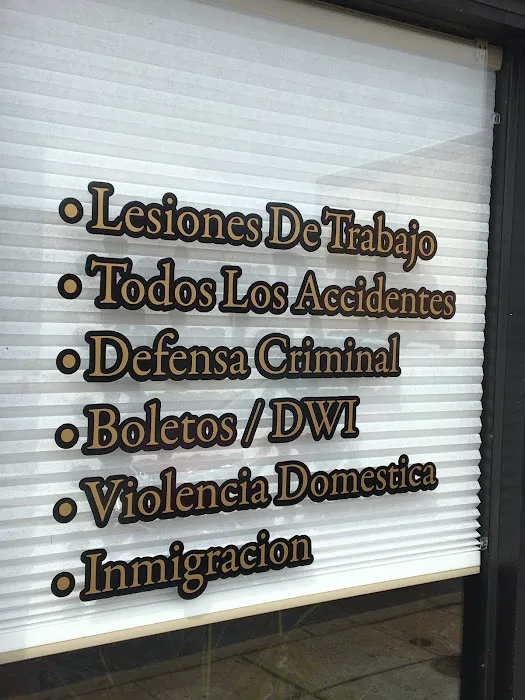 • Lesiones De Trabajo
• Todos Los Accidentes
• Defensa Criminal
• Boletos / DWI
• Violencia Domestica
• Inmigracion